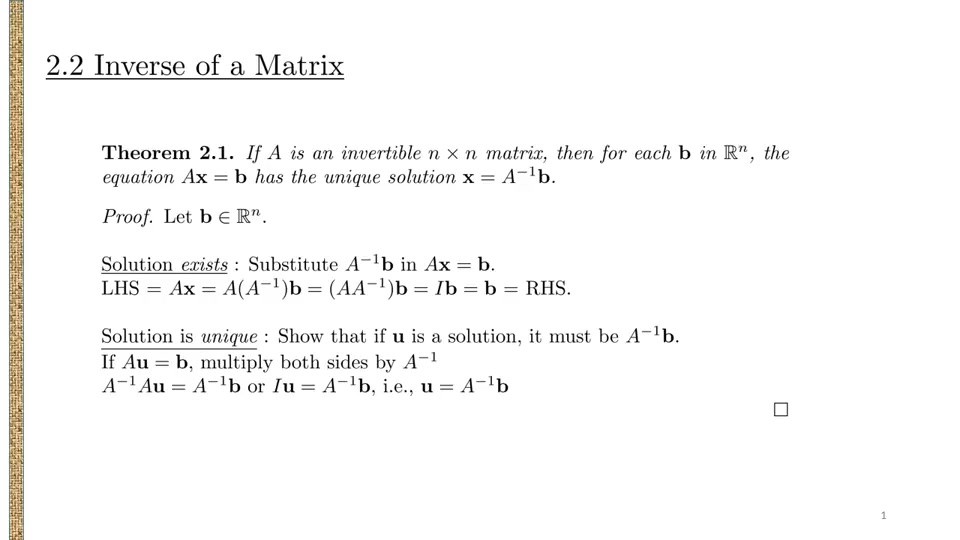 2.2 Inverse of a Matrix
Theorem 2.1. If A is an invertible n × n matrix, then for each b in ℝⁿ, the
equation Ax = b has the unique solution x = A⁻¹b.
Proof. Let b ∈ ℝⁿ.
Solution exists : Substitute A⁻¹b in Ax = b.
LHS = Ax = A(A⁻¹)b = (AA⁻¹)b = Ib = b = RHS.
Solution is unique : Show that if u is a solution, it must be A⁻¹b.
If Au = b, multiply both sides by A⁻¹
A⁻¹Au = A⁻¹b or Iu = A⁻¹b, i.e., u = A⁻¹b
□
1